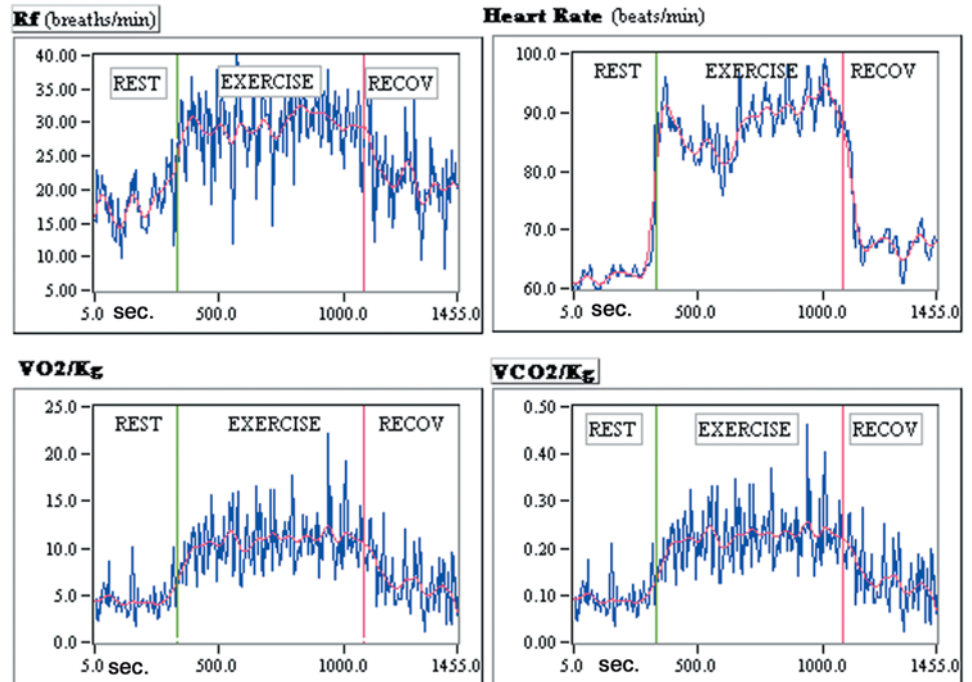 Rf (breaths/min)
40.00
35.00
30.00
25.00
20.00
15.00
10.00
5.00
REST
EXERCISE
RECOV
5.0 sec. 500.0 1000.0 1455.0
Heart Rate (beats/min)
100.0
90.0
80.0
70.0
60.0
REST
EXERCISE
RECOV
5.0 sec. 500.0 1000.0 1455.0
VO2/Kg
25.0
20.0
15.0
10.0
5.0
0.0
REST
EXERCISE
RECOV
5.0 sec. 500.0 1000.0 1455.0
VCO2/Kg
0.50
0.40
0.30
0.20
0.10
0.00
REST
EXERCISE
RECOV
5.0 sec. 500.0 1000.0 1455.0